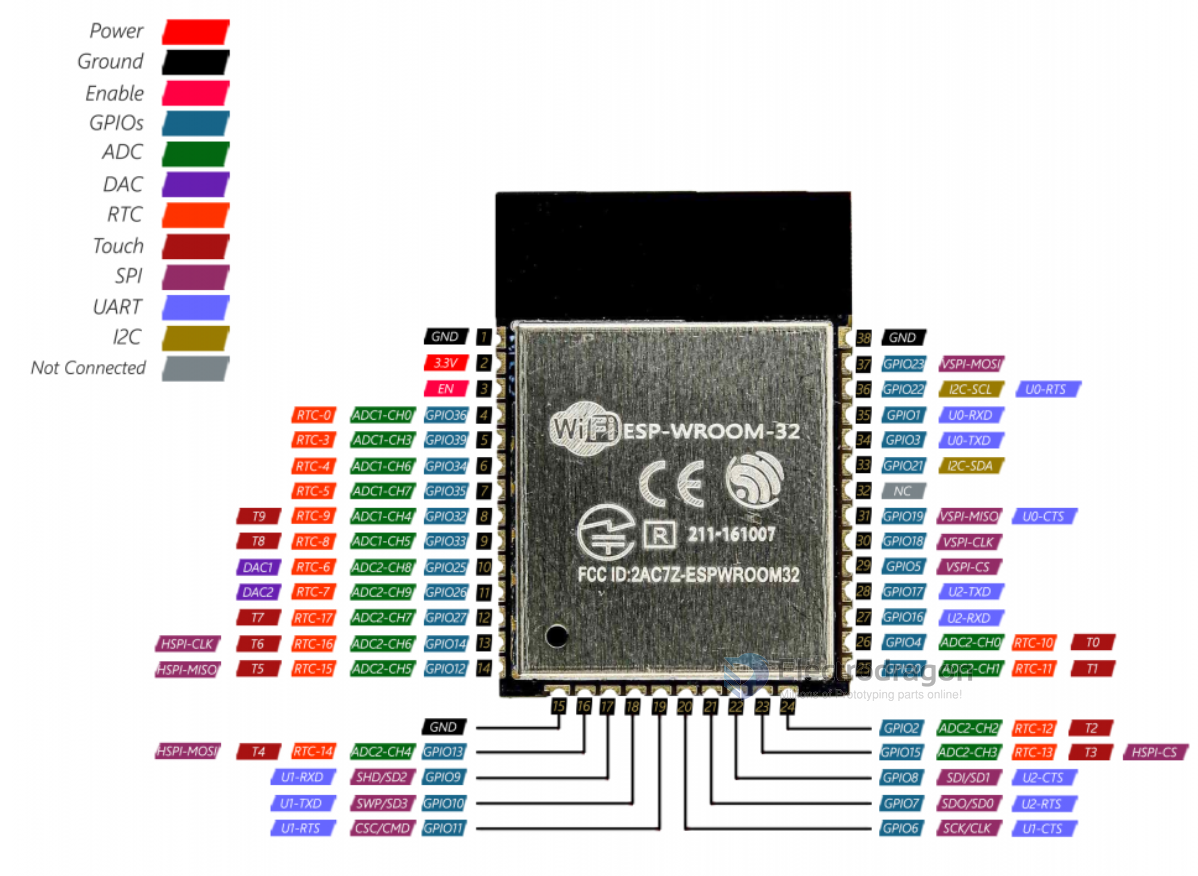 Power
Ground
Enable
GPIOs
ADC
DAC
RTC
Touch
SPI
UART
I2C
Not Connected
GND 1
3.3V 2
EN 3
RTC-0 ADC1-CH0 GPIO36 4
RTC-3 ADC1-CH3 GPIO39 5
RTC-4 ADC1-CH6 GPIO34 6
RTC-5 ADC1-CH7 GPIO35 7
T9 RTC-9 ADC1-CH4 GPIO32 8
T8 RTC-8 ADC1-CH5 GPIO33 9
DAC1 RTC-6 ADC2-CH8 GPIO25 10
DAC2 RTC-7 ADC2-CH9 GPIO26 11
T7 RTC-17 ADC2-CH7 GPIO27 12
HSPI-CLK T6 RTC-16 ADC2-CH6 GPIO14 13
HSPI-MISO T5 RTC-15 ADC2-CH5 GPIO12 14
WiFi ESP-WROOM-32
CE
R 211-161007
FCC ID:2AC7Z-ESPWROOM32
38 GND
37 GPIO23 VSPI-MOSI
36 GPIO22 I2C-SCL U0-RTS
35 GPIO1 U0-RXD
34 GPIO3 U0-TXD
33 GPIO21 I2C-SDA
32 NC
31 GPIO19 VSPI-MISO U0-CTS
30 GPIO18 VSPI-CLK
29 GPIO5 VSPI-CS
28 GPIO17 U2-TXD
27 GPIO16 U2-RXD
26 GPIO4 ADC2-CH0 RTC-10 T0
25 GPIO0 ADC2-CH1 RTC-11 T1
Electrodragon
of Prototyping parts online!
15 16 17 18 19 20 21 22 23 24
GND
HSPI-MOSI T4 RTC-14 ADC2-CH4 GPIO13
U1-RXD SHD/SD2 GPIO9
U1-TXD SWP/SD3 GPIO10
U1-RTS CSC/CMD GPIO11
GPIO2 ADC2-CH2 RTC-12 T2
GPIO15 ADC2-CH3 RTC-13 T3 HSPI-CS
GPIO8 SDI/SD1 U2-CTS
GPIO7 SDO/SD0 U2-RTS
GPIO6 SCK/CLK U1-CTS